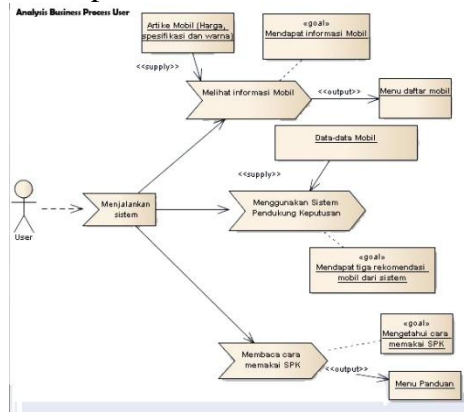 Analysis Business Process User
Artike Mobil (Harga,
spesifikasi dan warna)
«goal»
Mendapat informasi Mobil
<<supply>>
Melihat informasi Mobil
<<output>>
Menu daftar mobil
Data-data Mobil
<<supply>>
User
Menjalankan
sistem
Menggunakan Sistem
Pendukung Keputusan
«goal»
Mendapat tiga rekomendasi
mobil dari sistem
«goal»
Mengetahui cara
memakai SPK
Membaca cara
memakai SPK
<<output>>
Menu Panduan